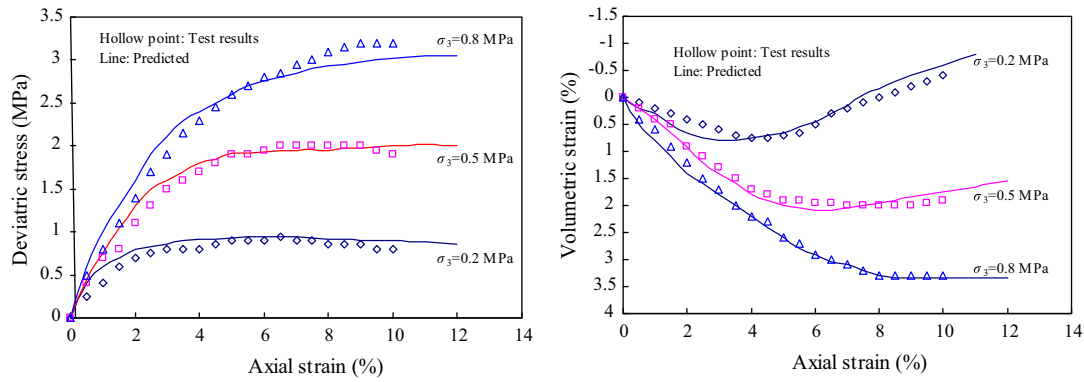 Deviatric stress (MPa)
3.5
3
2.5
2
1.5
1
0.5
0
Hollow point: Test results
Line: Predicted
σ3=0.8 MPa
σ3=0.5 MPa
σ3=0.2 MPa
0 2 4 6 8 10 12
Axial strain (%)
Volumetric strain (%)
-1.5
-1
-0.5
0
0.5
1
1.5
2
2.5
3
3.5
4
Hollow point: Test results
Line: Predicted
σ3=0.2 MPa
σ3=0.5 MPa
σ3=0.8 MPa
0 2 4 6 8 10 12 14
Axial strain (%)